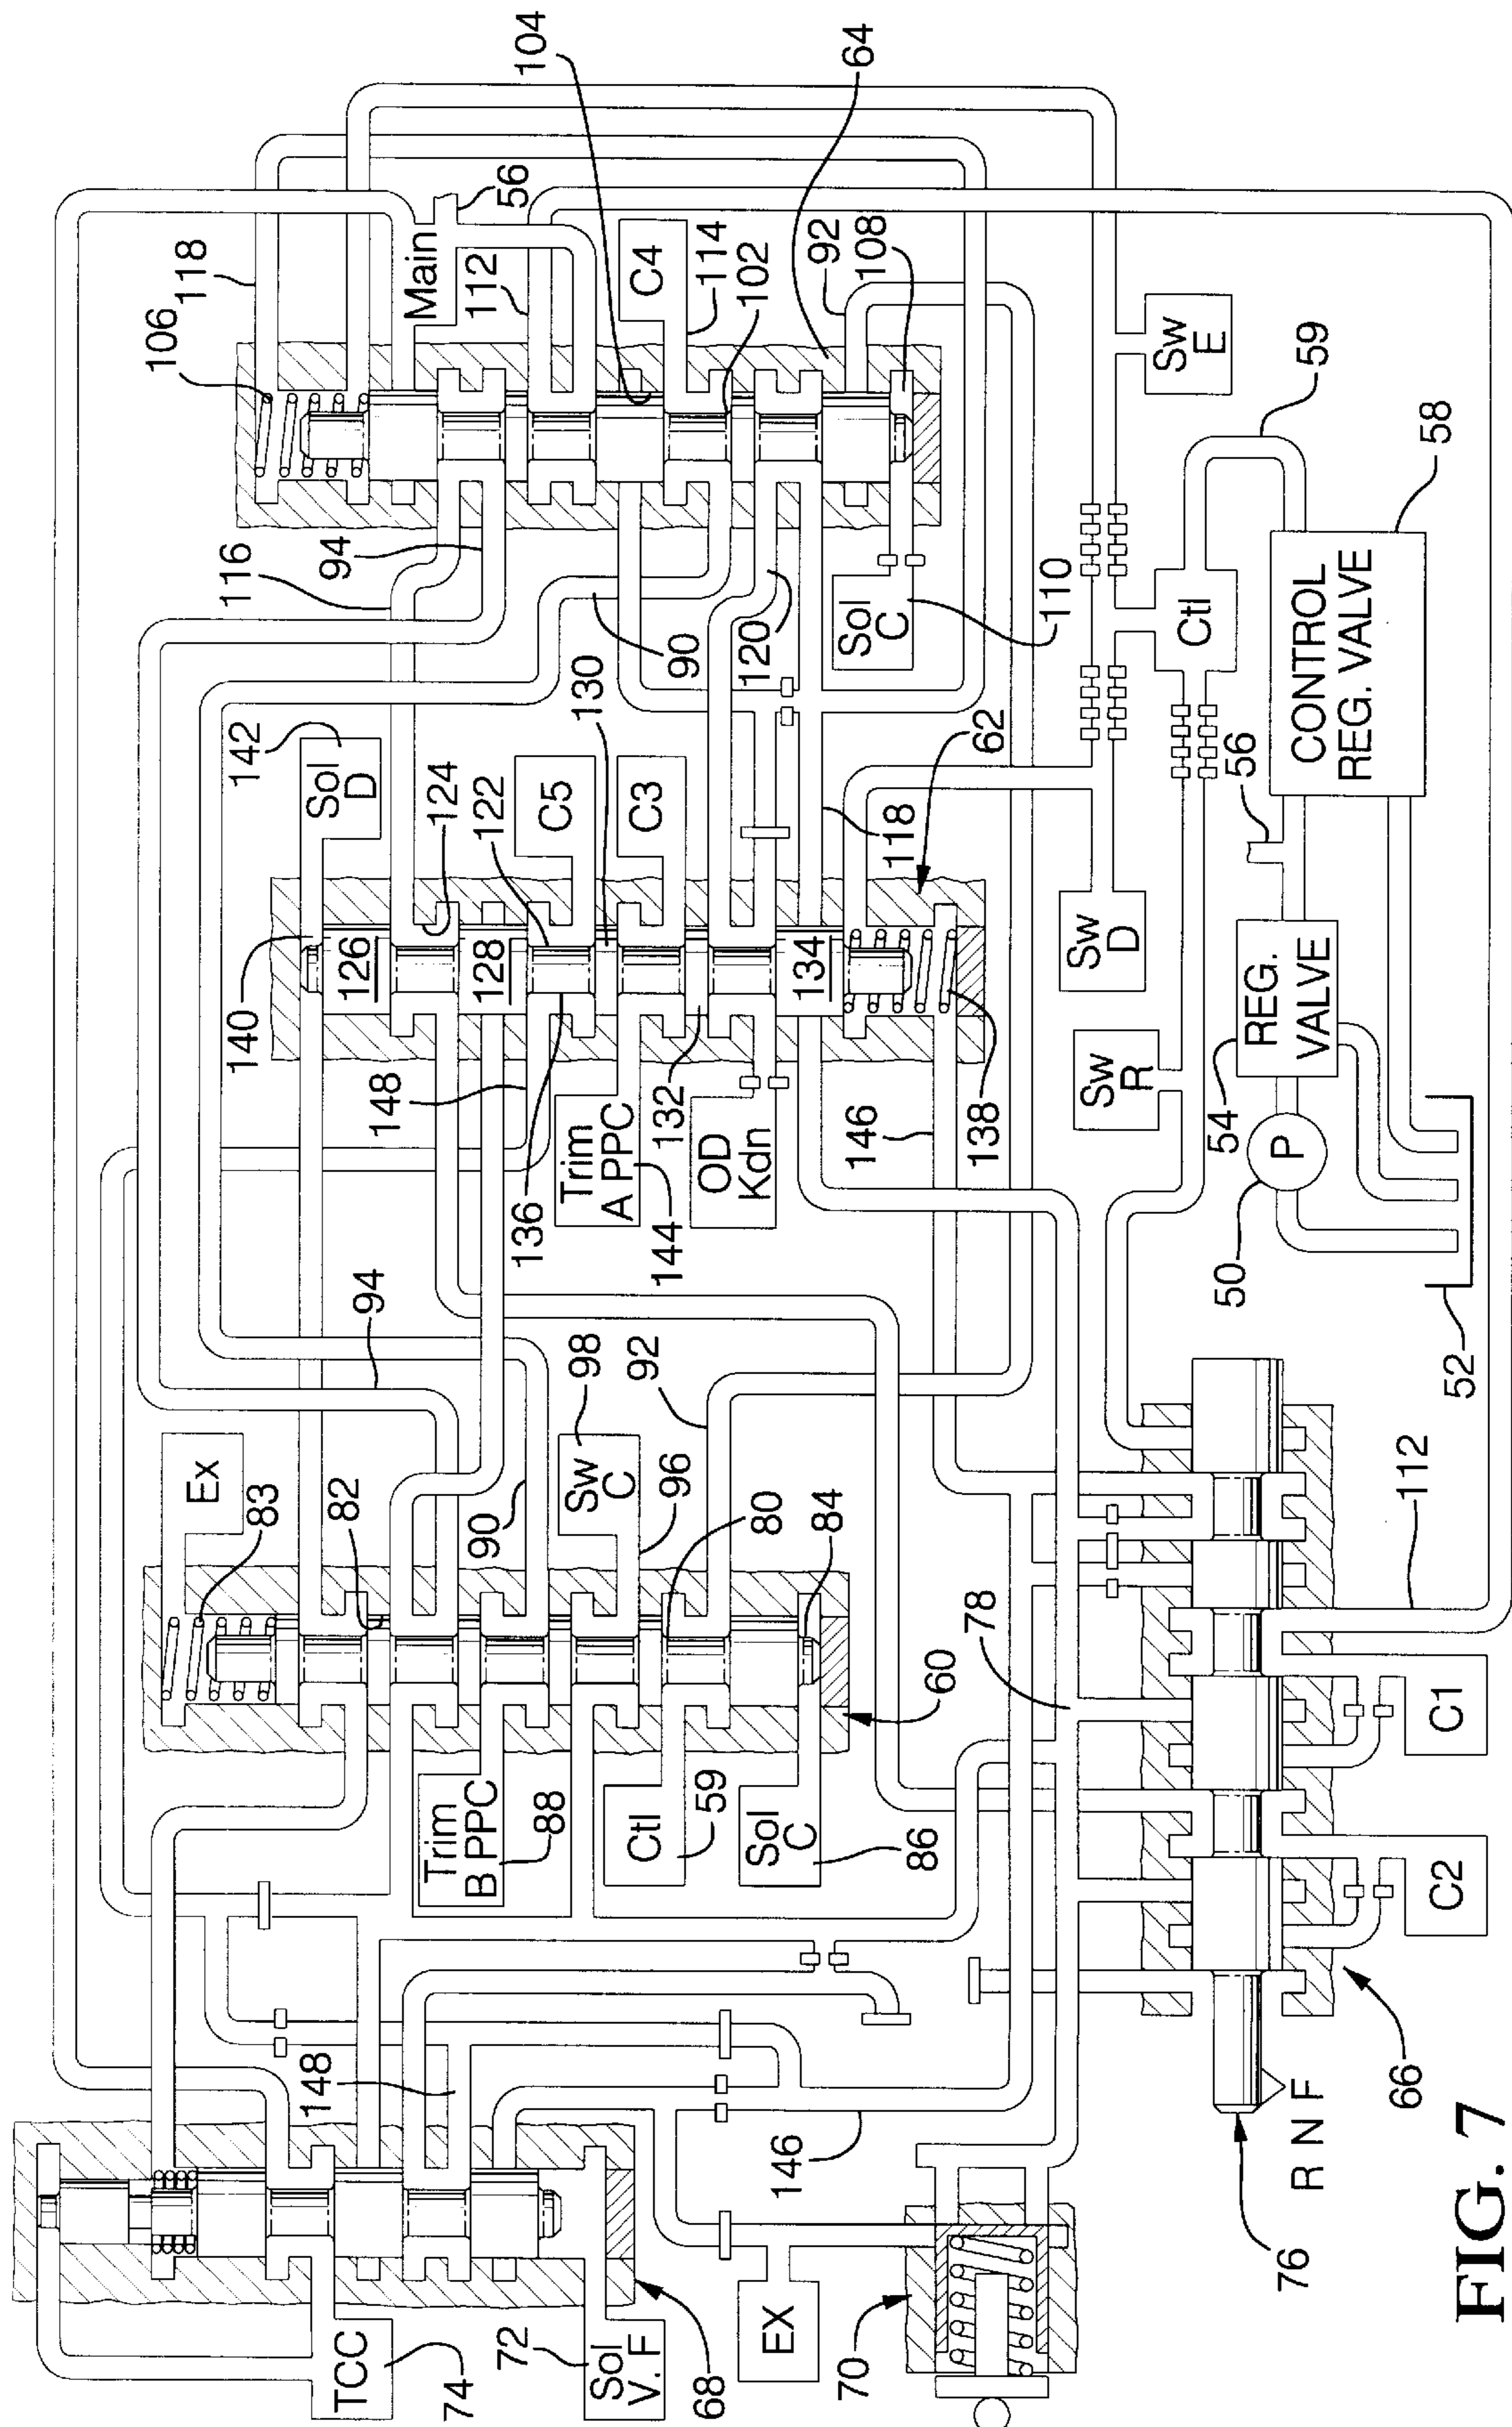 104
64
56
Main
118
112
C4
114
102
92
108
106
59
Sw
E
58
116
94
90
120
Sol
C
110
Ctl
CONTROL
REG. VALVE
142
Sol
D
124
122
C5
130
C3
118
62
56
Sw
D
REG.
VALVE
54
140
126
128
134
148
136
Trim
A PPC
144
132
OD
Kdn
146
138
Sw
R
P
50
52
94
98
92
Ex
83
82
90
Sw
C
96
80
84
60
78
112
Trim
B PPC
88
Ctl
59
Sol
C
86
C1
C2
66
148
146
76
R N F
TCC
74
72
Sol
V. F
68
EX
70
FIG. 7